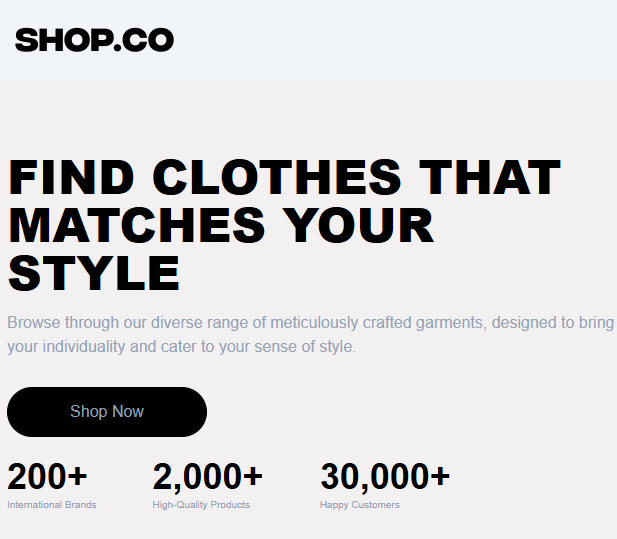 SHOP.CO
FIND CLOTHES THAT
MATCHES YOUR
STYLE
Browse through our diverse range of meticulously crafted garments, designed to bring
your individuality and cater to your sense of style.
Shop Now
200+ 2,000+ 30,000+
International Brands High-Quality Products Happy Customers